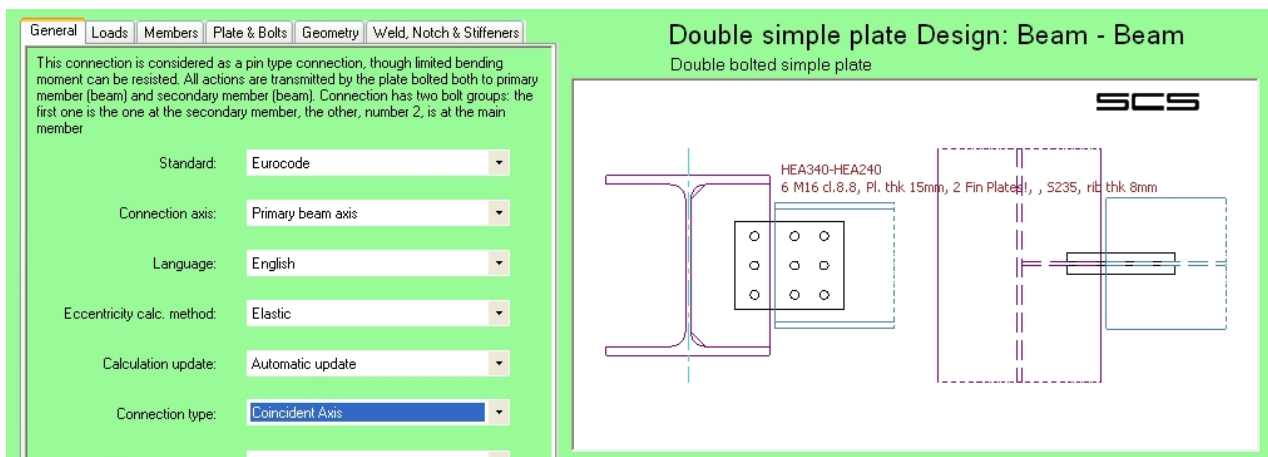 General Loads Members Plate & Bolts Geometry Weld, Notch & Stiffeners
This connection is considered as a pin type connection, though limited bending
moment can be resisted. All actions are transmitted by the plate bolted both to primary
member (beam) and secondary member (beam). Connection has two bolt groups: the
first one is the one at the secondary member, the other, number 2, is at the main
member
Standard: Eurocode
Connection axis: Primary beam axis
Language: English
Eccentricity calc. method: Elastic
Calculation update: Automatic update
Connection type: Coincident Axis
Double simple plate Design: Beam - Beam
Double bolted simple plate
SCS
HEA340-HEA240
6 M16 cl.8.8, Pl. thk 15mm, 2 Fin Plates!, , S235, rib thk 8mm